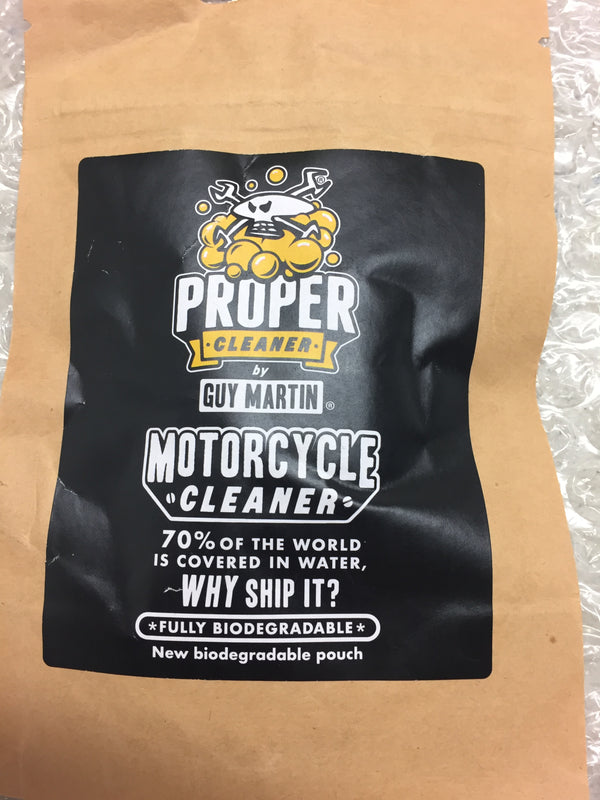 PROPER
·CLEANER·
by
GUY MARTIN ®
MOTORCYCLE
CLEANER
70% OF THE WORLD
IS COVERED IN WATER,
WHY SHIP IT?
*FULLY BIODEGRADABLE*
New biodegradable pouch